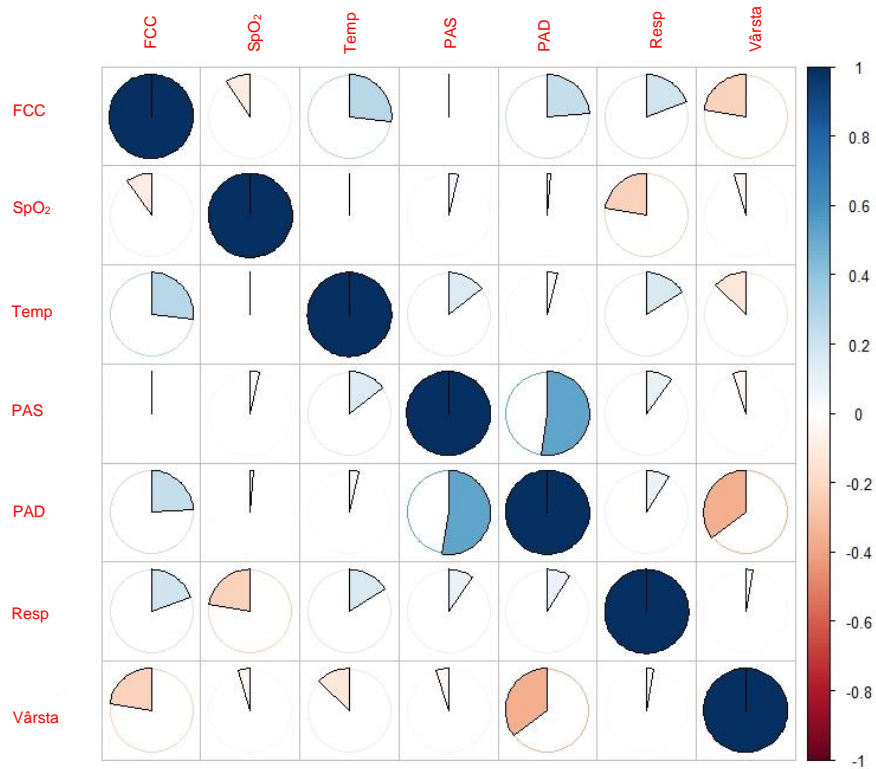 FCC SpO₂ Temp PAS PAD Resp Vârsta
FCC
SpO₂
Temp
PAS
PAD
Resp
Vârsta
1
0.8
0.6
0.4
0.2
0
-0.2
-0.4
-0.6
-0.8
-1